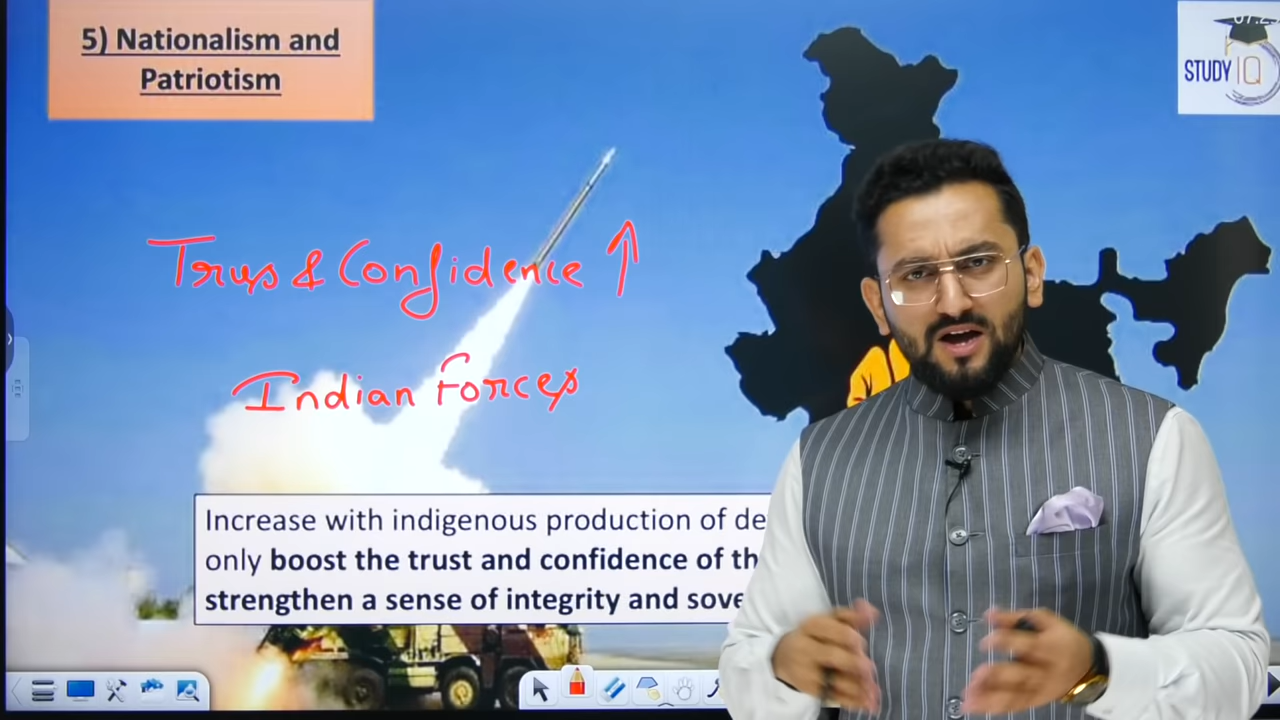 5) Nationalism and
Patriotism
STUDY IQ
Trus & Confidence ↑
Indian Forces
Increase with indigenous production of de
only boost the trust and confidence of th
strengthen a sense of integrity and sove